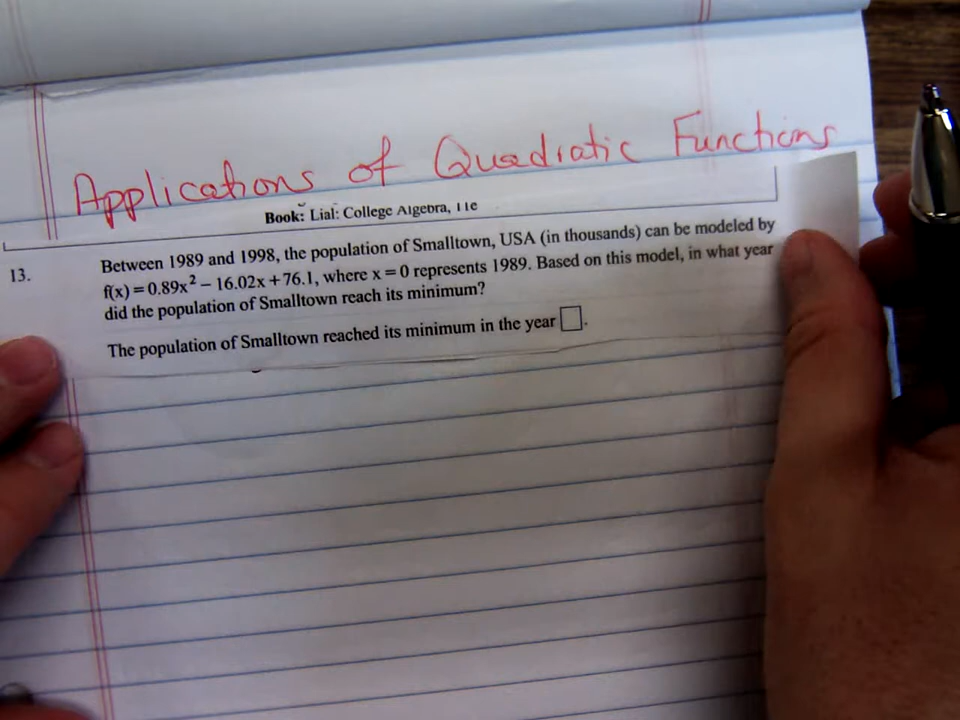 Applications of Quadratic Functions
Book: Lial: College Algebra, 11e
13. Between 1989 and 1998, the population of Smalltown, USA (in thousands) can be modeled by
f(x) = 0.89x² − 16.02x + 76.1, where x = 0 represents 1989. Based on this model, in what year
did the population of Smalltown reach its minimum?
The population of Smalltown reached its minimum in the year □.